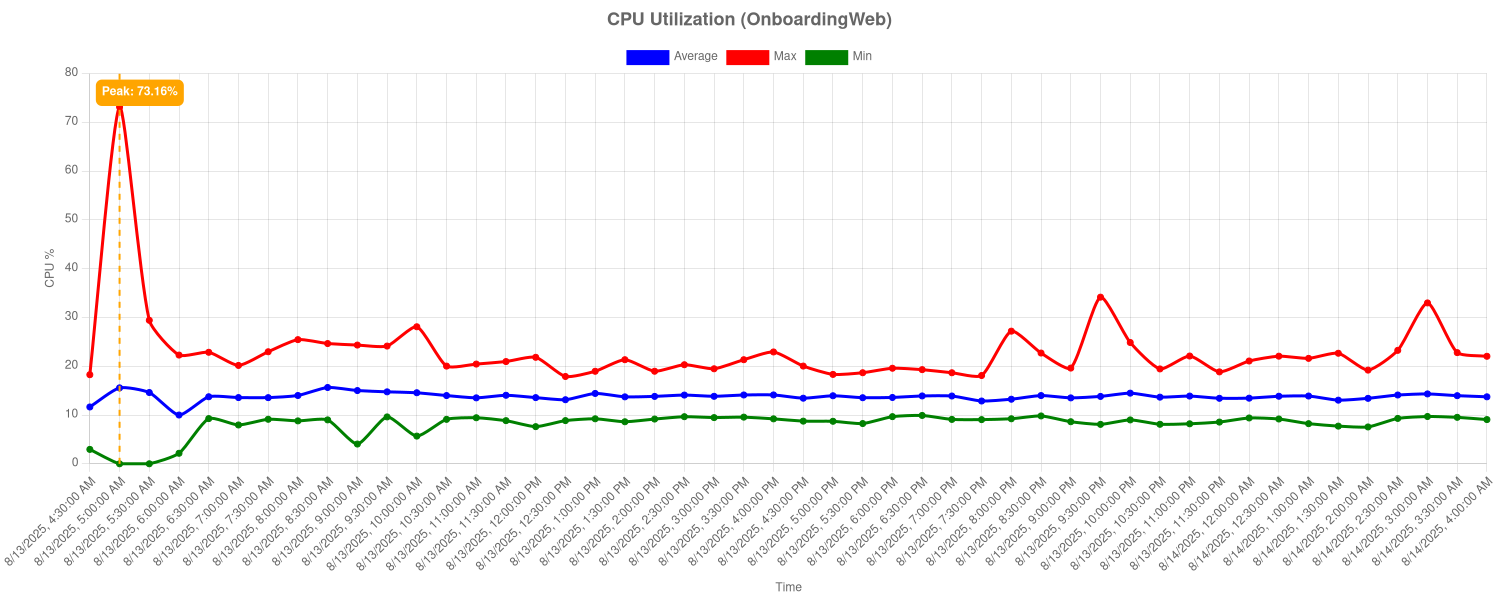 CPU Utilization (OnboardingWeb)
Average Max Min
80
Peak: 73.16%
70
60
50
40
30
20
10
0
CPU %
8/13/2025, 4:30:00 AM
8/13/2025, 5:00:00 AM
8/13/2025, 5:30:00 AM
8/13/2025, 6:00:00 AM
8/13/2025, 6:30:00 AM
8/13/2025, 7:00:00 AM
8/13/2025, 7:30:00 AM
8/13/2025, 8:00:00 AM
8/13/2025, 8:30:00 AM
8/13/2025, 9:00:00 AM
8/13/2025, 9:30:00 AM
8/13/2025, 10:00:00 AM
8/13/2025, 10:30:00 AM
8/13/2025, 11:00:00 AM
8/13/2025, 11:30:00 AM
8/13/2025, 12:00:00 PM
8/13/2025, 12:30:00 PM
8/13/2025, 1:00:00 PM
8/13/2025, 1:30:00 PM
8/13/2025, 2:00:00 PM
8/13/2025, 2:30:00 PM
8/13/2025, 3:00:00 PM
8/13/2025, 3:30:00 PM
8/13/2025, 4:00:00 PM
8/13/2025, 4:30:00 PM
8/13/2025, 5:00:00 PM
8/13/2025, 5:30:00 PM
8/13/2025, 6:00:00 PM
8/13/2025, 6:30:00 PM
8/13/2025, 7:00:00 PM
8/13/2025, 7:30:00 PM
8/13/2025, 8:00:00 PM
8/13/2025, 8:30:00 PM
8/13/2025, 9:00:00 PM
8/13/2025, 9:30:00 PM
8/13/2025, 10:00:00 PM
8/13/2025, 10:30:00 PM
8/13/2025, 11:00:00 PM
8/13/2025, 11:30:00 PM
8/14/2025, 12:00:00 AM
8/14/2025, 12:30:00 AM
8/14/2025, 1:00:00 AM
8/14/2025, 1:30:00 AM
8/14/2025, 2:00:00 AM
8/14/2025, 2:30:00 AM
8/14/2025, 3:00:00 AM
8/14/2025, 3:30:00 AM
8/14/2025, 4:00:00 AM
Time